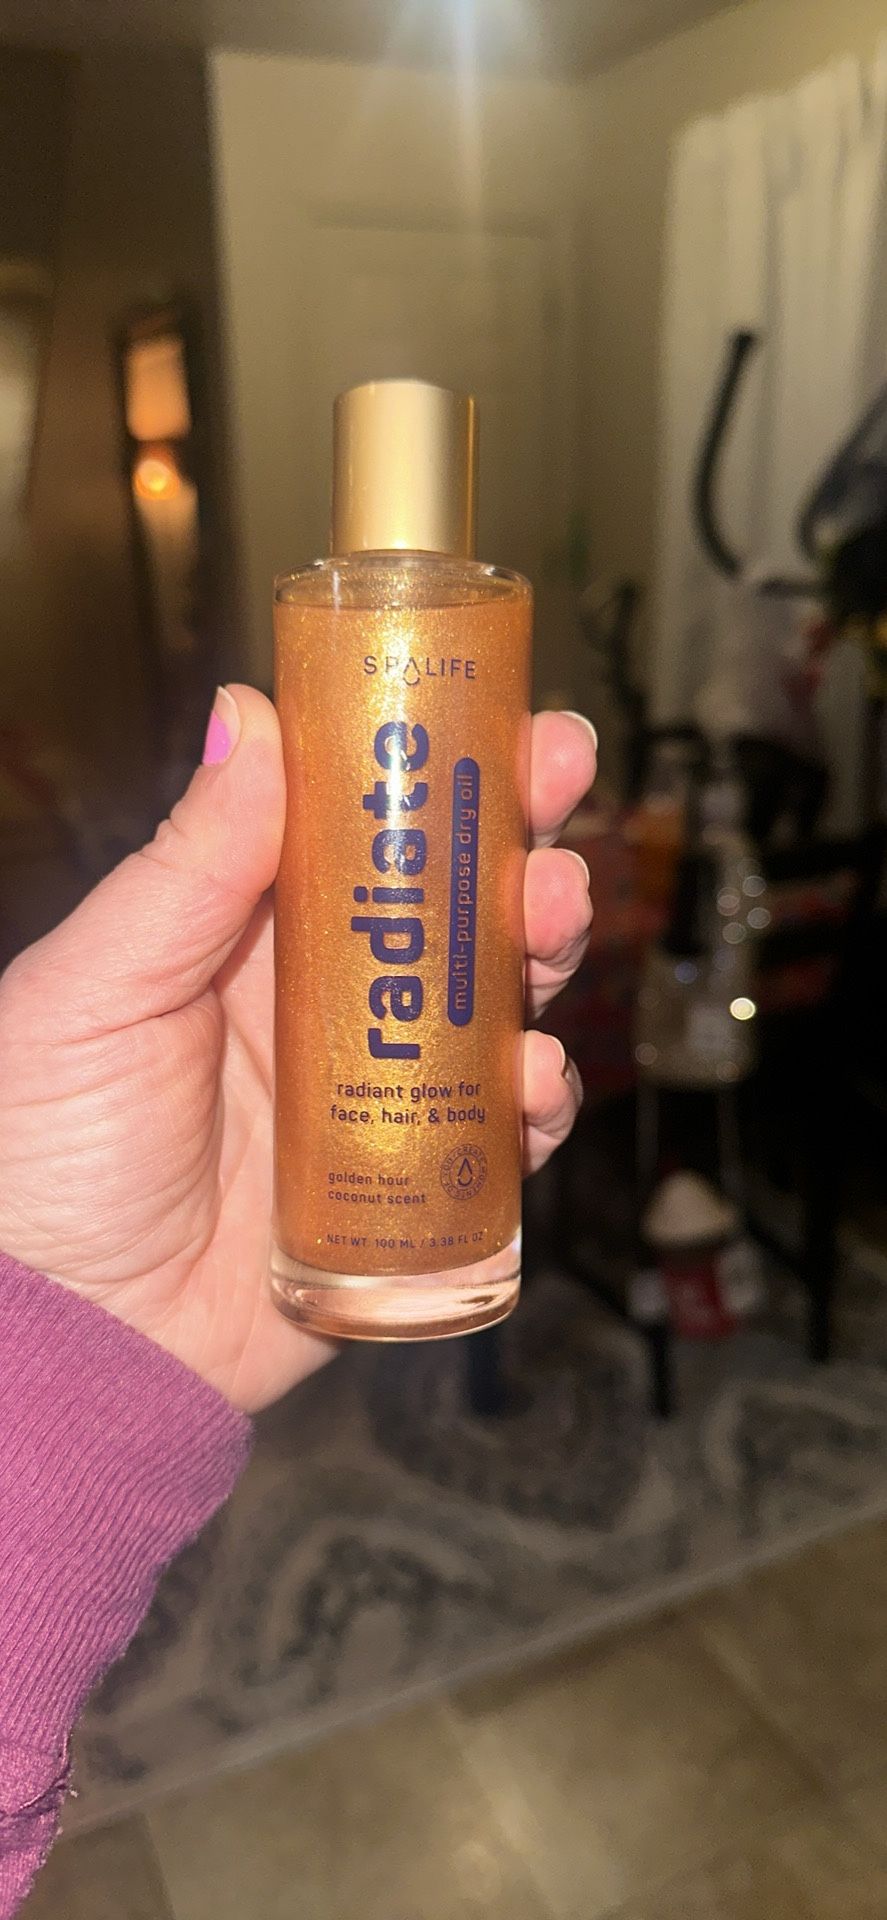 SPALIFE
radiate
multi-purpose dry oil
radiant glow for
face, hair, & body
golden hour
coconut scent
NET WT. 100 ML / 3.38 FL OZ